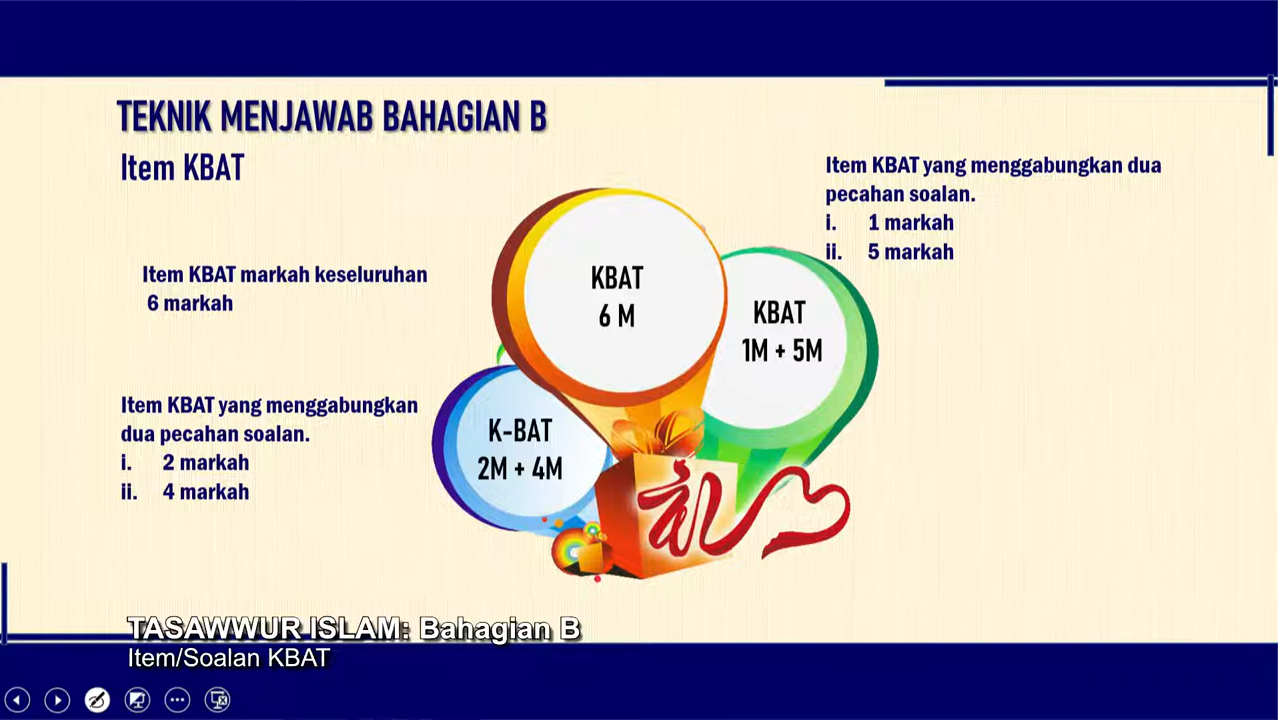 TEKNIK MENJAWAB BAHAGIAN B
Item KBAT
Item KBAT markah keseluruhan
6 markah
Item KBAT yang menggabungkan
dua pecahan soalan.
i. 2 markah
ii. 4 markah
KBAT
6 M
K-BAT
2M + 4M
KBAT
1M + 5M
Item KBAT yang menggabungkan dua
pecahan soalan.
i. 1 markah
ii. 5 markah
TASAWWUR ISLAM: Bahagian B
Item/Soalan KBAT